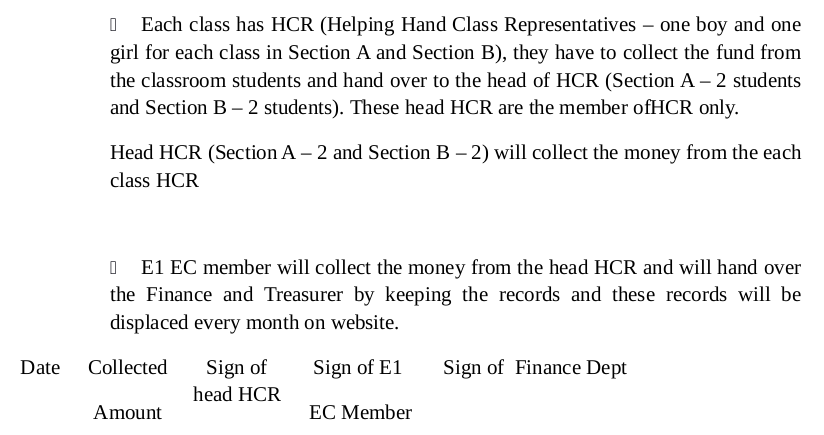 Each class has HCR (Helping Hand Class Representatives – one boy and one
girl for each class in Section A and Section B), they have to collect the fund from
the classroom students and hand over to the head of HCR (Section A – 2 students
and Section B – 2 students). These head HCR are the member ofHCR only.
Head HCR (Section A – 2 and Section B – 2) will collect the money from the each
class HCR
E1 EC member will collect the money from the head HCR and will hand over
the Finance and Treasurer by keeping the records and these records will be
displaced every month on website.
Date Collected Sign of Sign of E1 Sign of Finance Dept
head HCR
Amount EC Member